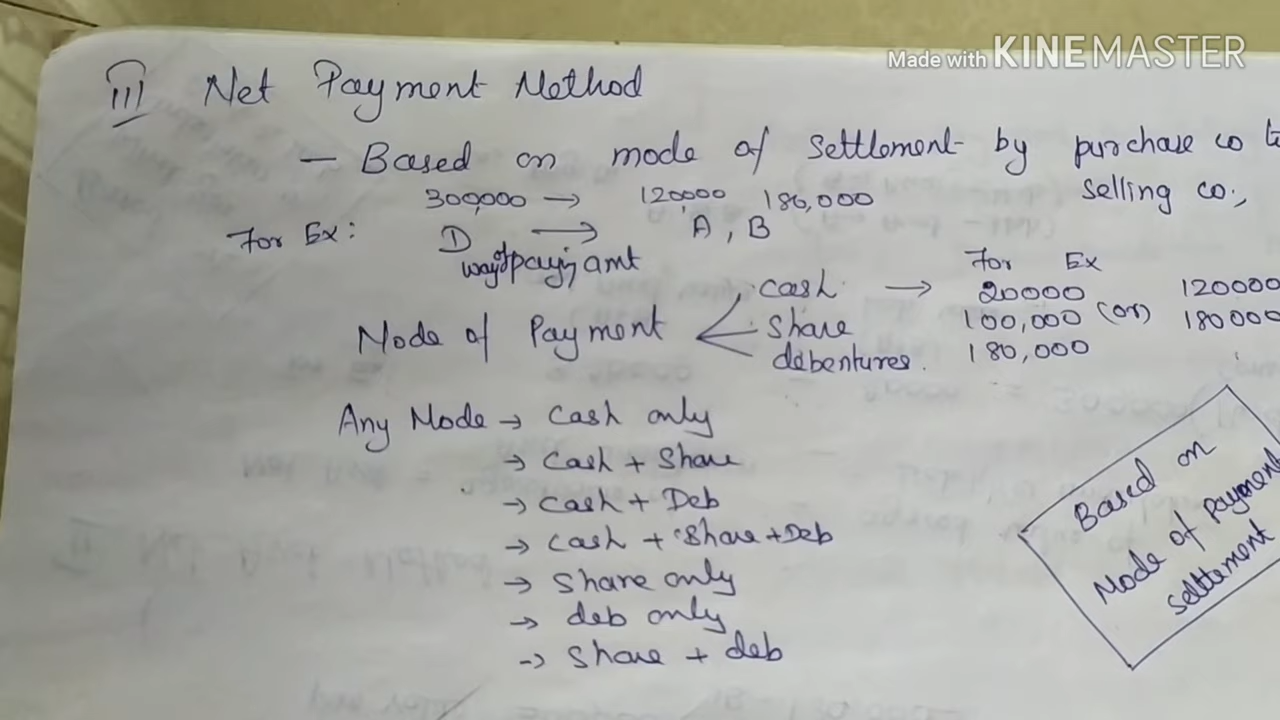 Made with KINEMASTER
III Net Payment Method
— Based on mode of settlement by purchase co to
selling co;
300,000 → 120,000 180,000
For Ex: D → A, B
way of paying amt
For Ex
Mode of Payment < cash → 20000 120000
share 100,000 (or) 180000
debentures. 180,000
Any Mode → cash only
→ cash + share
→ cash + Deb
→ cash + share + Deb
→ share only
→ deb only
→ share + deb
Based on
Mode of payment
settlement